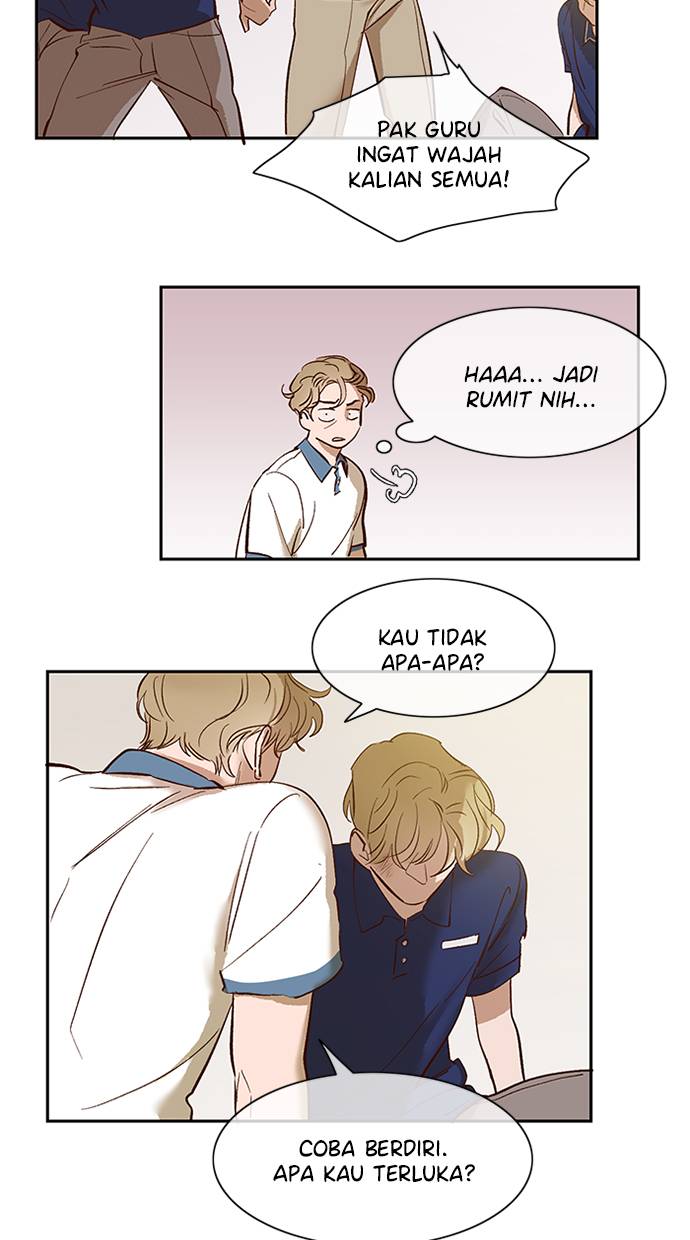 PAK GURU
INGAT WAJAH
KALIAN SEMUA!
HAAA... JADI
RUMIT NIH...
KAU TIDAK
APA-APA?
COBA BERDIRI.
APA KAU TERLUKA?